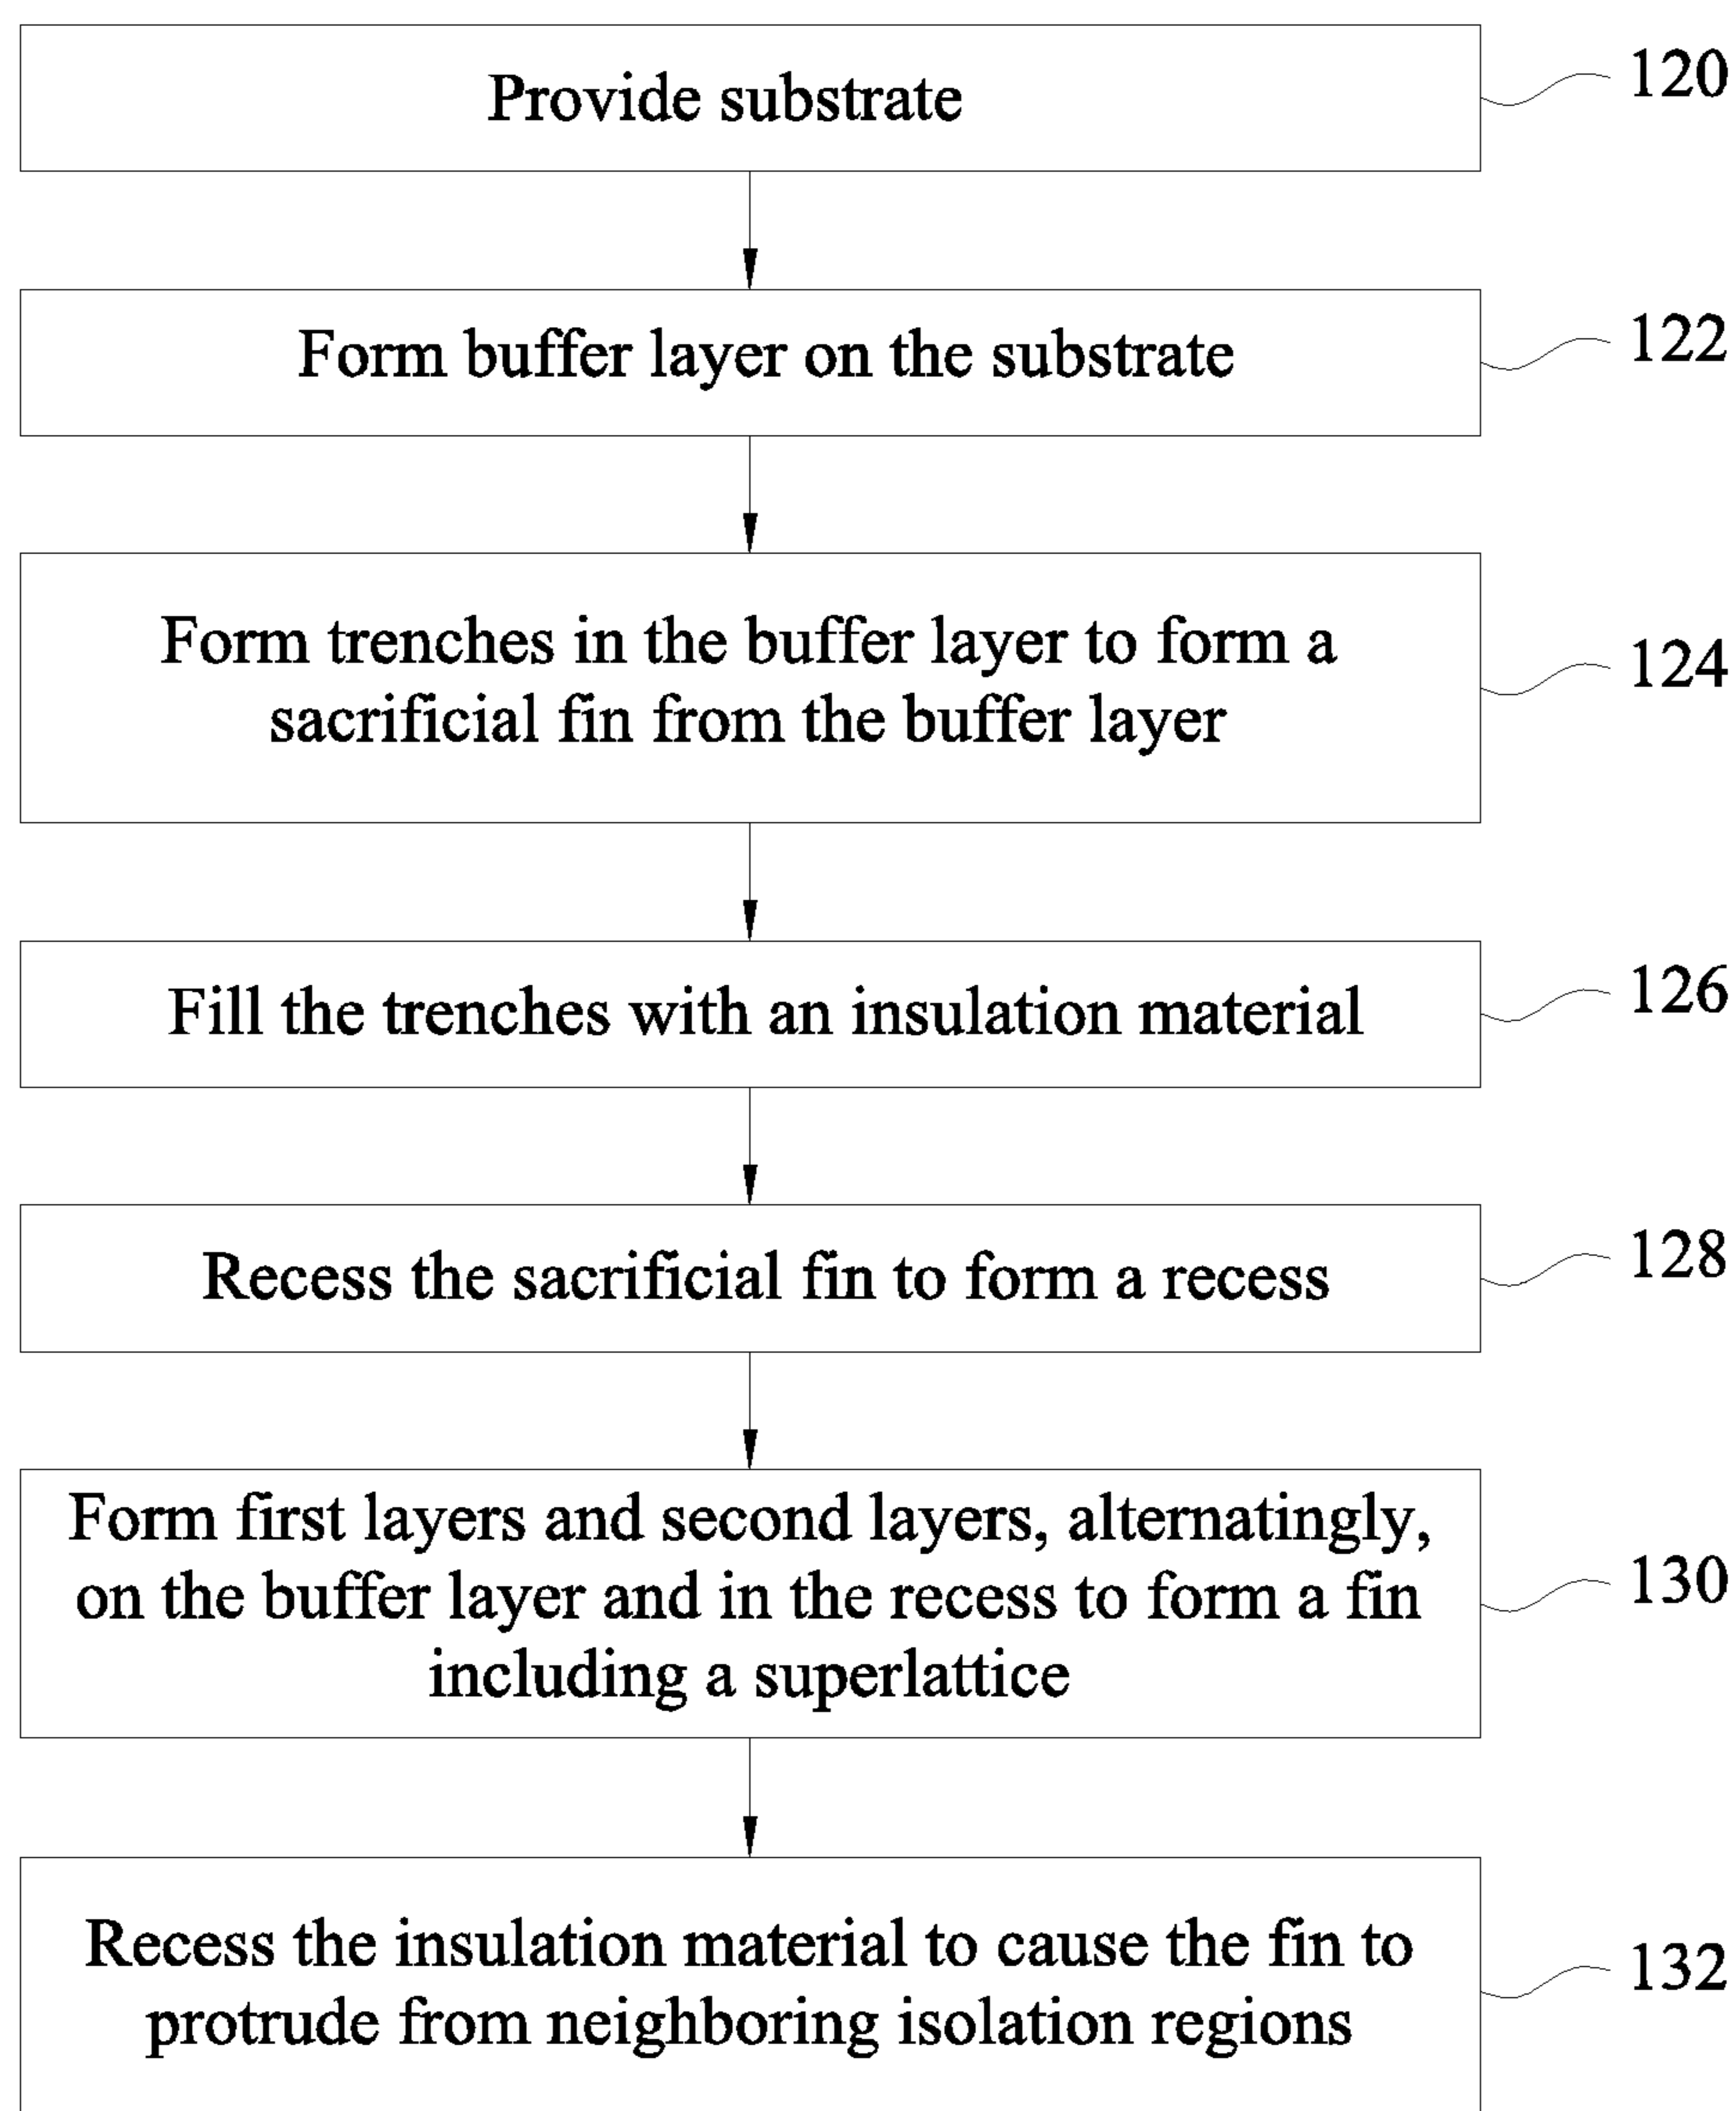 Provide substrate
120
Form buffer layer on the substrate
122
Form trenches in the buffer layer to form a
sacrificial fin from the buffer layer
124
Fill the trenches with an insulation material
126
Recess the sacrificial fin to form a recess
128
Form first layers and second layers, alternatingly,
on the buffer layer and in the recess to form a fin
including a superlattice
130
Recess the insulation material to cause the fin to
protrude from neighboring isolation regions
132